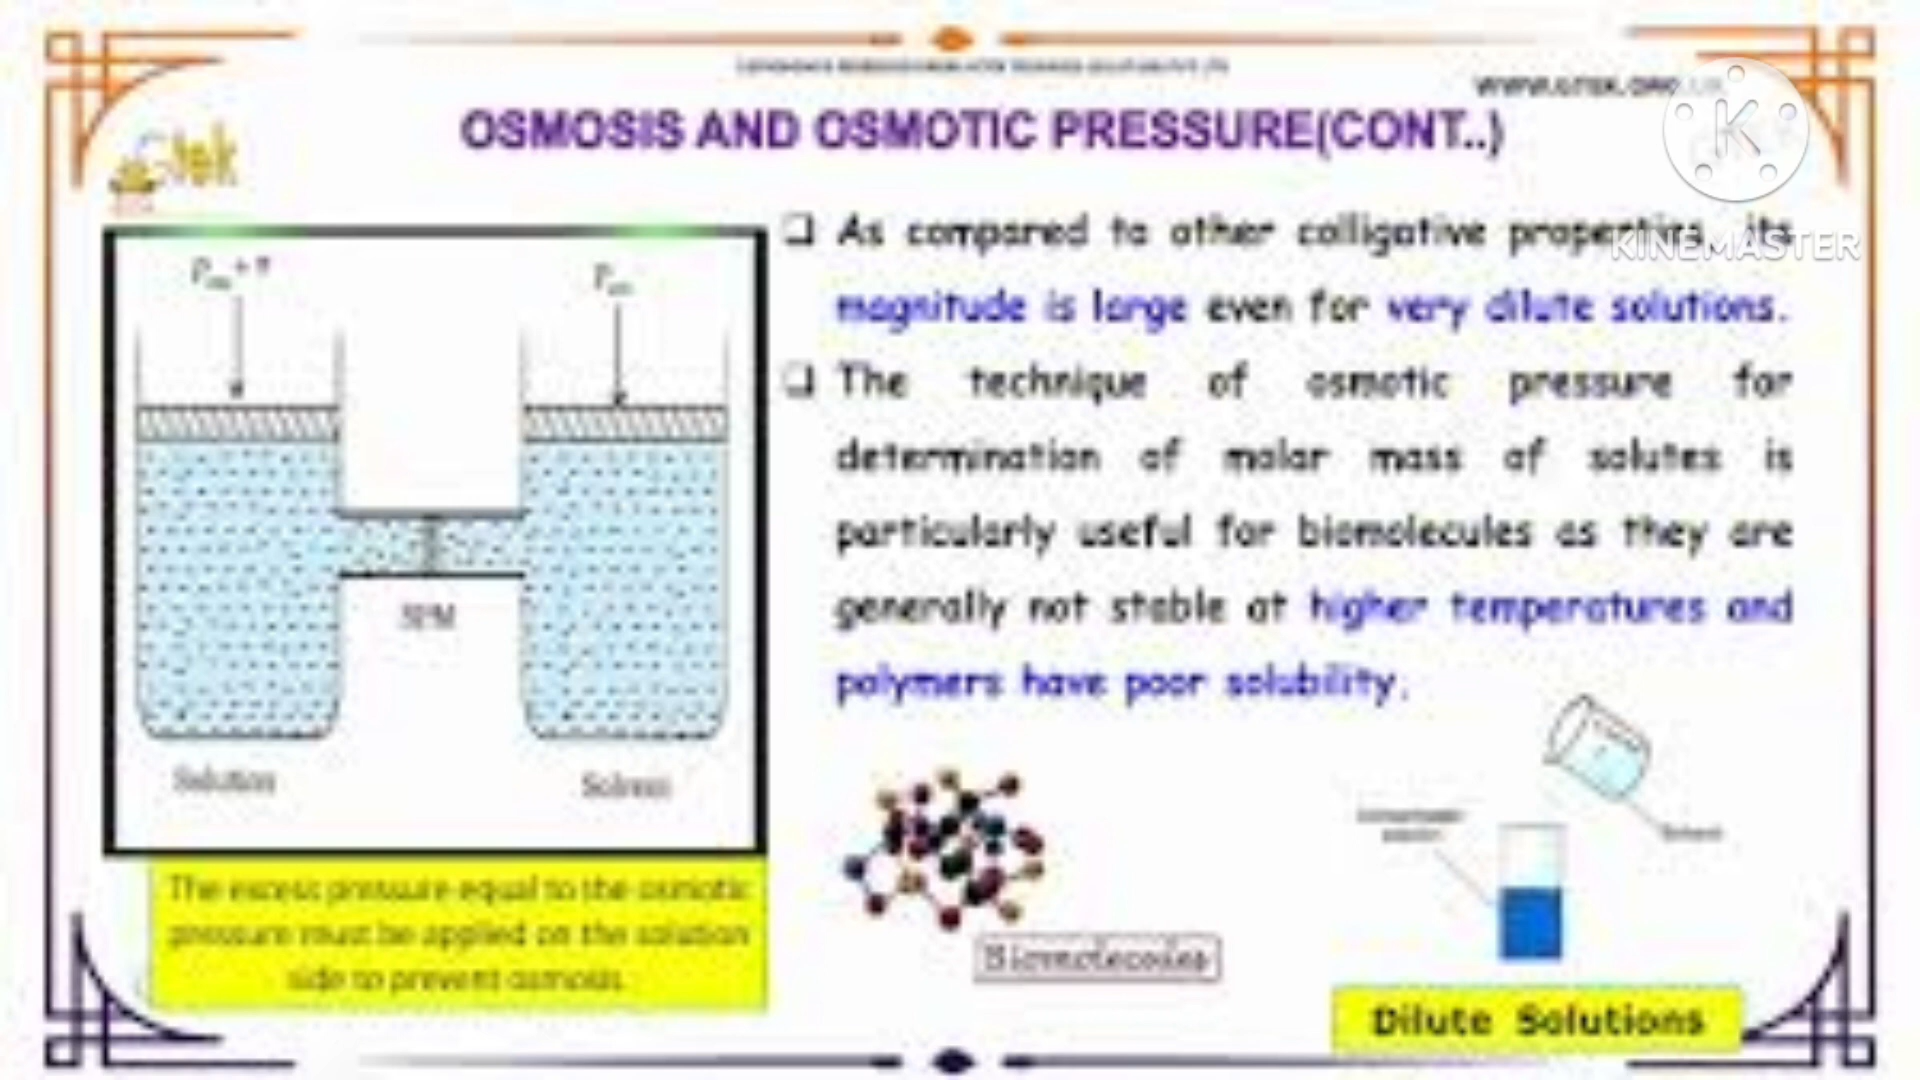 OSMOSIS AND OSMOTIC PRESSURE(CONT..)
tek
KINEMASTER
As compared to other colligative properties, its
magnitude is large even for very dilute solutions.
The technique of osmotic pressure for
determination of molar mass of solutes is
particularly useful for biomolecules as they are
generally not stable at higher temperatures and
polymers have poor solubility.
SPM
Solution
Solvent
The excess pressure equal to the osmotic
pressure must be applied on the solution
side to prevent osmosis.
Biomolecules
Solvent
Dilute Solutions